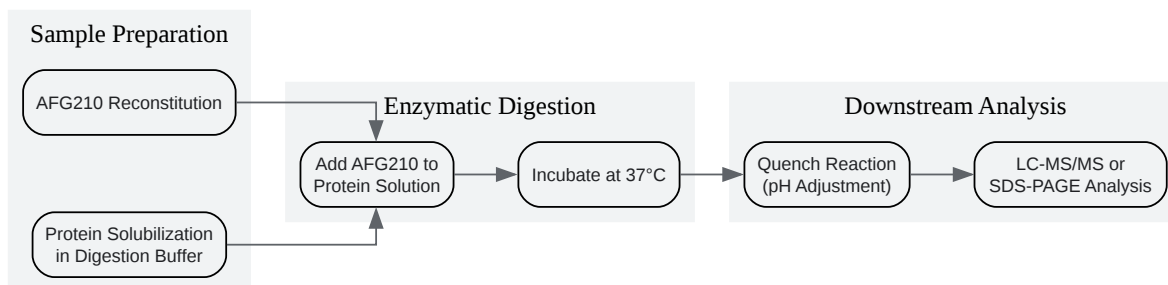 Sample Preparation
AFG210 Reconstitution
Protein Solubilization
in Digestion Buffer
Enzymatic Digestion
Add AFG210 to
Protein Solution
Incubate at 37°C
Downstream Analysis
Quench Reaction
(pH Adjustment)
LC-MS/MS or
SDS-PAGE Analysis